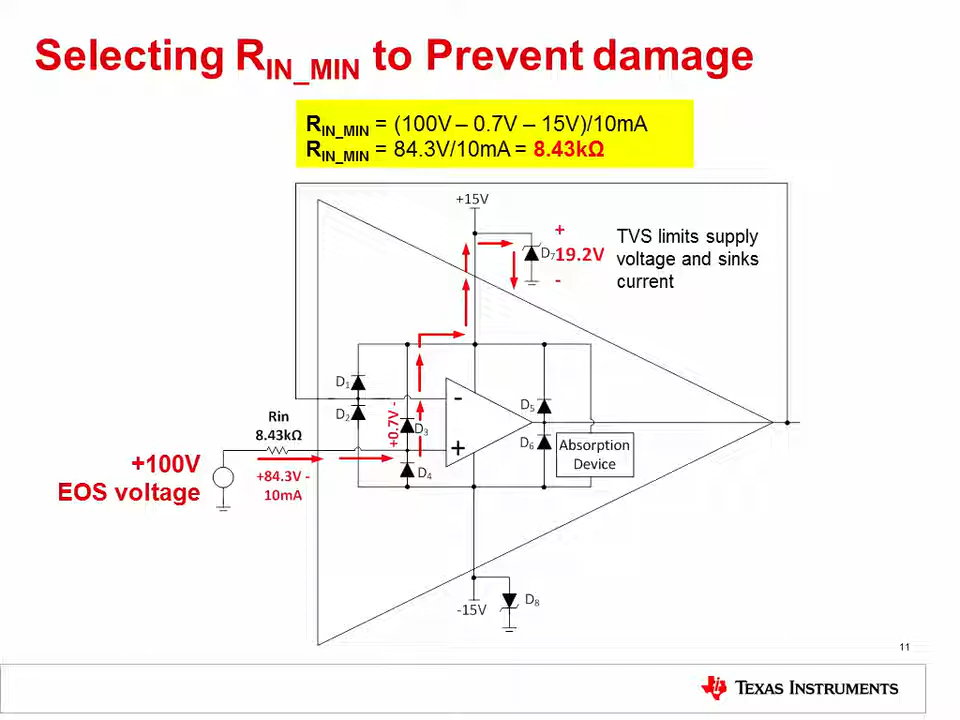 Selecting RIN_MIN to Prevent damage
RIN_MIN = (100V – 0.7V – 15V)/10mA
RIN_MIN = 84.3V/10mA = 8.43kΩ
+15V
+
D7 19.2V
-
TVS limits supply
voltage and sinks
current
D1
D2
+0.7V -
D3
D4
-
+
D5
D6
Absorption
Device
Rin
8.43kΩ
+100V
EOS voltage
+84.3V -
10mA
-15V
D8
11
TEXAS INSTRUMENTS